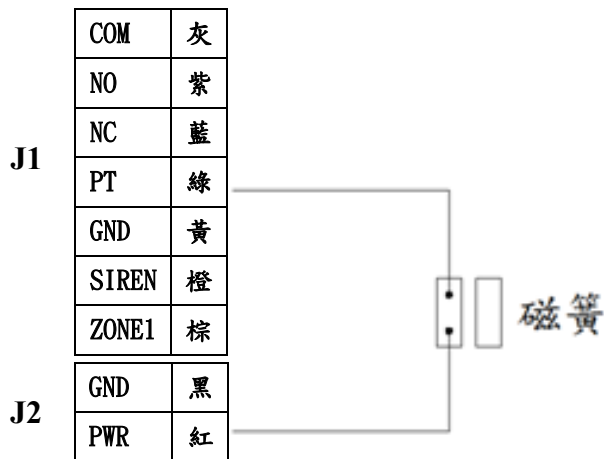 COM 灰
NO 紫
NC 藍
J1
PT 綠
GND 黃
SIREN 橙
磁簧
ZONE1 棕
GND 黑
J2
PWR 紅